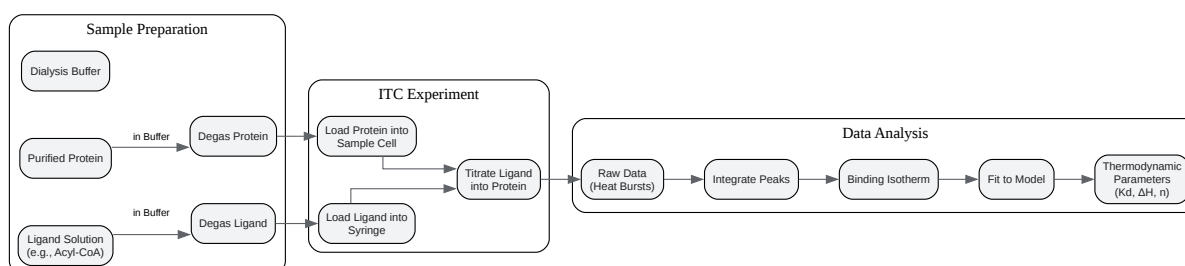 Sample Preparation
Dialysis Buffer
Purified Protein
in Buffer
Degas Protein
Ligand Solution
(e.g., Acyl-CoA)
in Buffer
Degas Ligand
ITC Experiment
Load Protein into
Sample Cell
Load Ligand into
Syringe
Titrate Ligand
into Protein
Data Analysis
Raw Data
(Heat Bursts)
Integrate Peaks
Binding Isotherm
Fit to Model
Thermodynamic
Parameters
(Kd, ΔH, n)